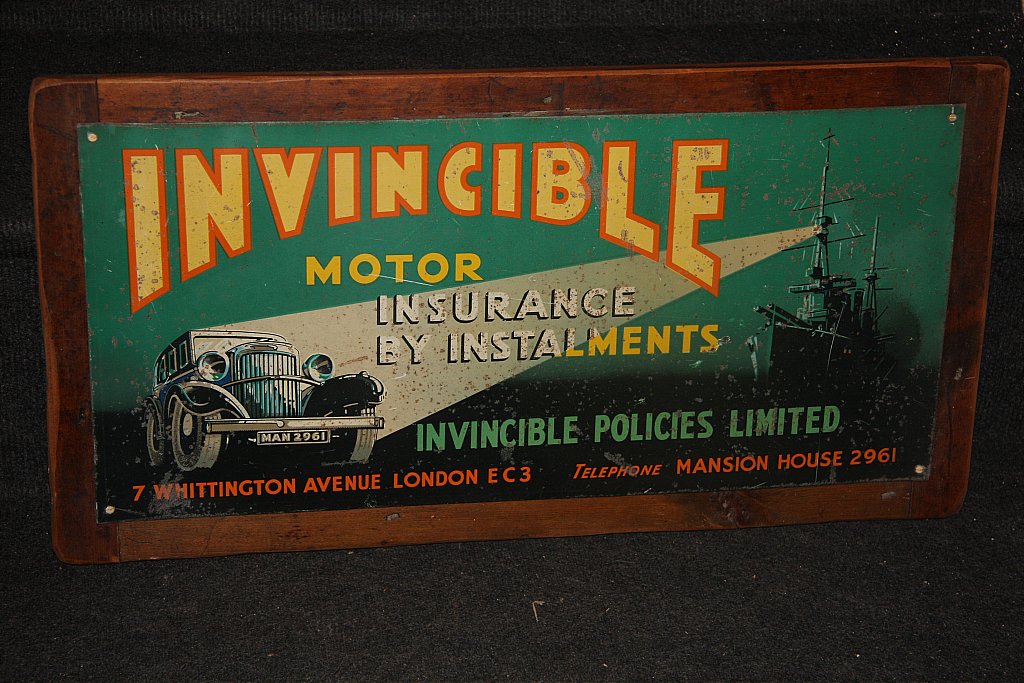 INVINCIBLE
MOTOR
INSURANCE
BY INSTALMENTS
MAN 2961
INVINCIBLE POLICIES LIMITED
7 WHITTINGTON AVENUE LONDON EC3 TELEPHONE MANSION HOUSE 2961